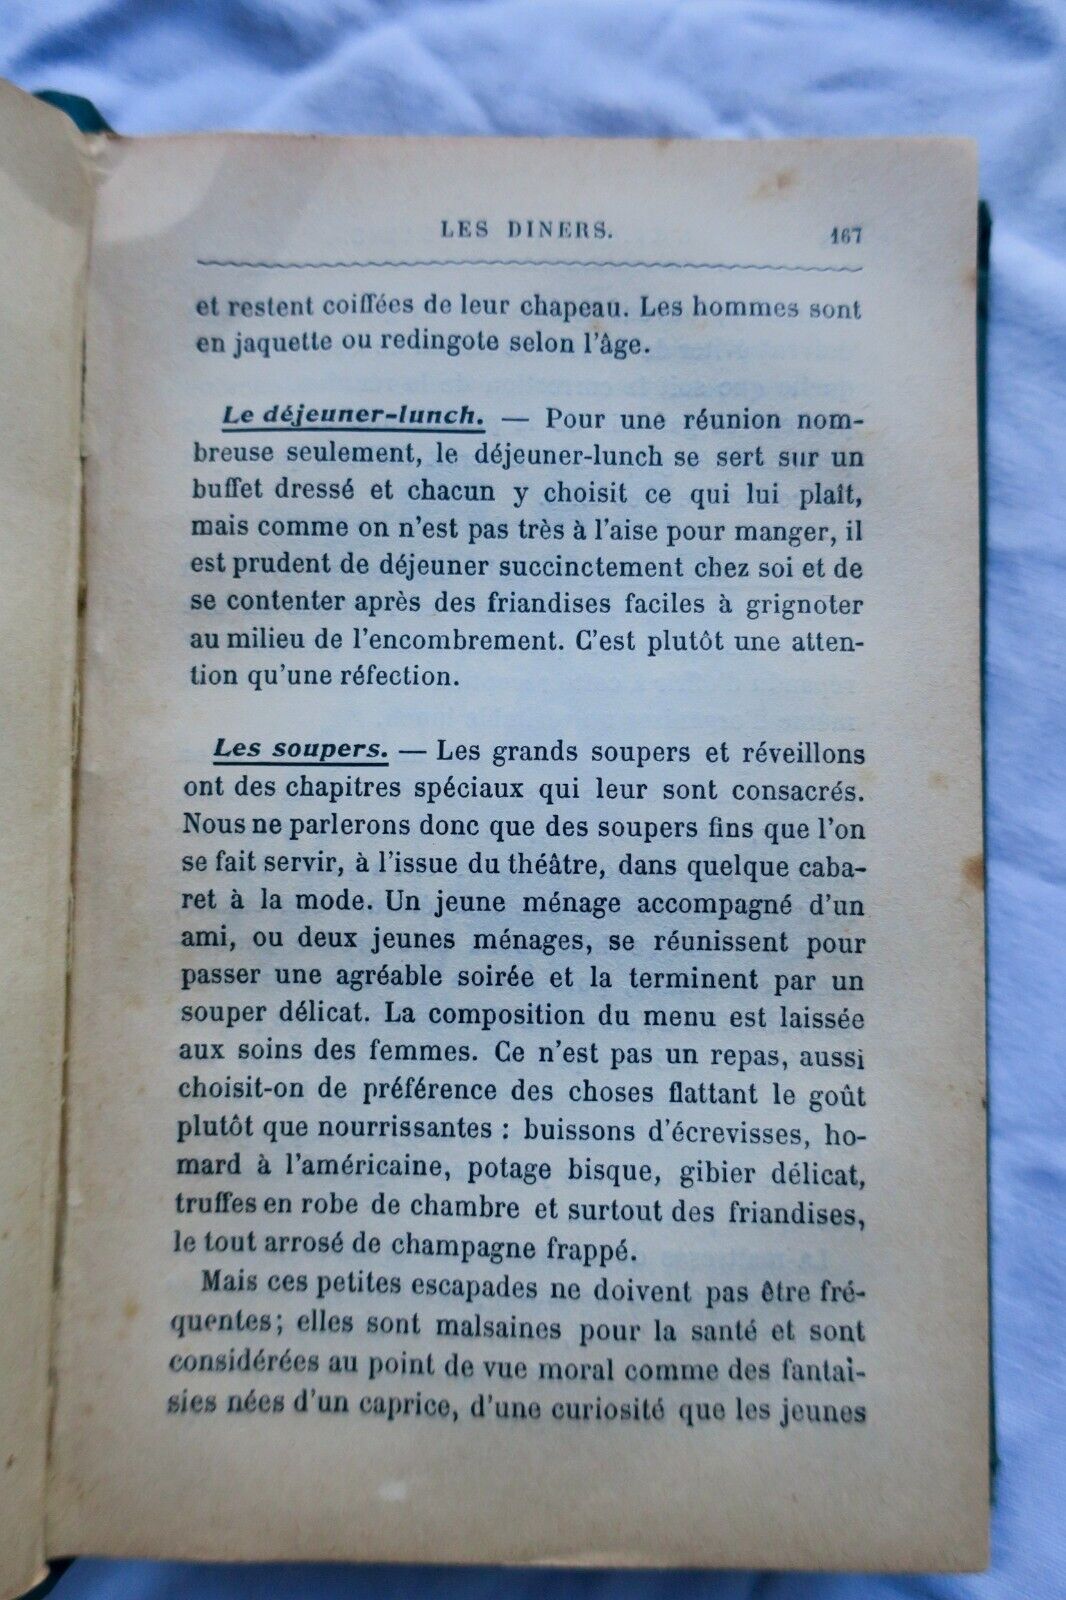 LES DINERS. 167
et restent coiffées de leur chapeau. Les hommes sont
en jaquette ou redingote selon l'âge.
Le déjeuner-lunch. — Pour une réunion nom-
breuse seulement, le déjeuner-lunch se sert sur un
buffet dressé et chacun y choisit ce qui lui plaît,
mais comme on n'est pas très à l'aise pour manger, il
est prudent de déjeuner succinctement chez soi et de
se contenter après des friandises faciles à grignoter
au milieu de l'encombrement. C'est plutôt une atten-
tion qu'une réfection.
Les soupers. — Les grands soupers et réveillons
ont des chapitres spéciaux qui leur sont consacrés.
Nous ne parlerons donc que des soupers fins que l'on
se fait servir, à l'issue du théâtre, dans quelque caba-
ret à la mode. Un jeune ménage accompagné d'un
ami, ou deux jeunes ménages, se réunissent pour
passer une agréable soirée et la terminent par un
souper délicat. La composition du menu est laissée
aux soins des femmes. Ce n'est pas un repas, aussi
choisit-on de préférence des choses flattant le goût
plutôt que nourrissantes : buissons d'écrevisses, ho-
mard à l'américaine, potage bisque, gibier délicat,
truffes en robe de chambre et surtout des friandises,
le tout arrosé de champagne frappé.
Mais ces petites escapades ne doivent pas être fré-
quentes; elles sont malsaines pour la santé et sont
considérées au point de vue moral comme des fantai-
sies nées d'un caprice, d'une curiosité que les jeunes